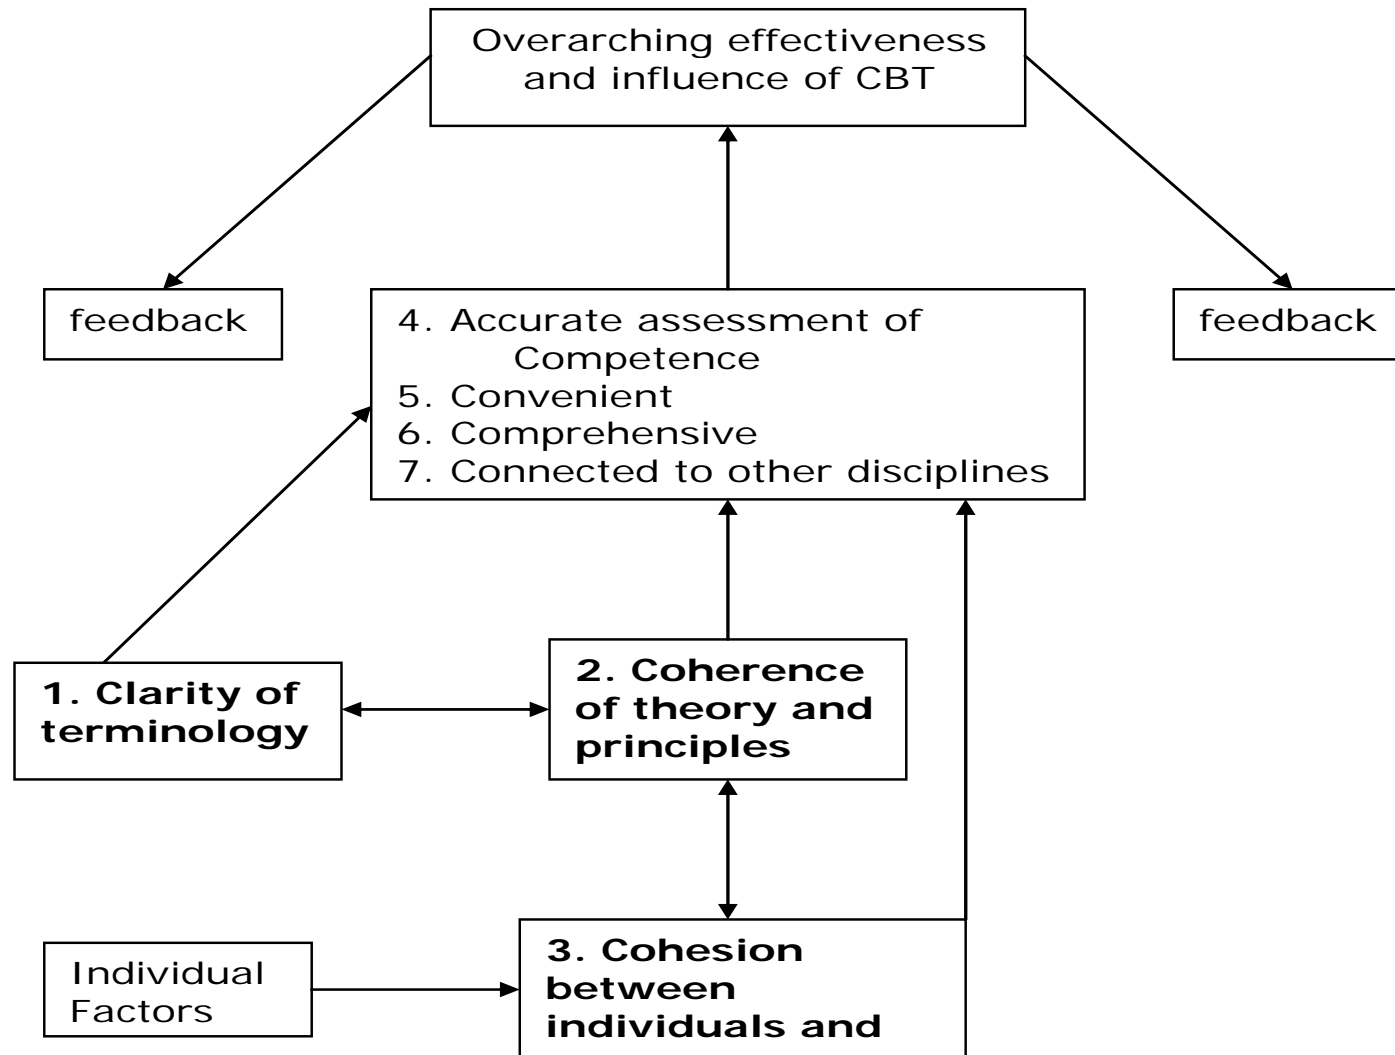 Overarching effectiveness
and influence of CBT
feedback
4. Accurate assessment of
Competence
5. Convenient
6. Comprehensive
7. Connected to other disciplines
feedback
1. Clarity of
terminology
2. Coherence
of theory and
principles
Individual
Factors
3. Cohesion
between
individuals and